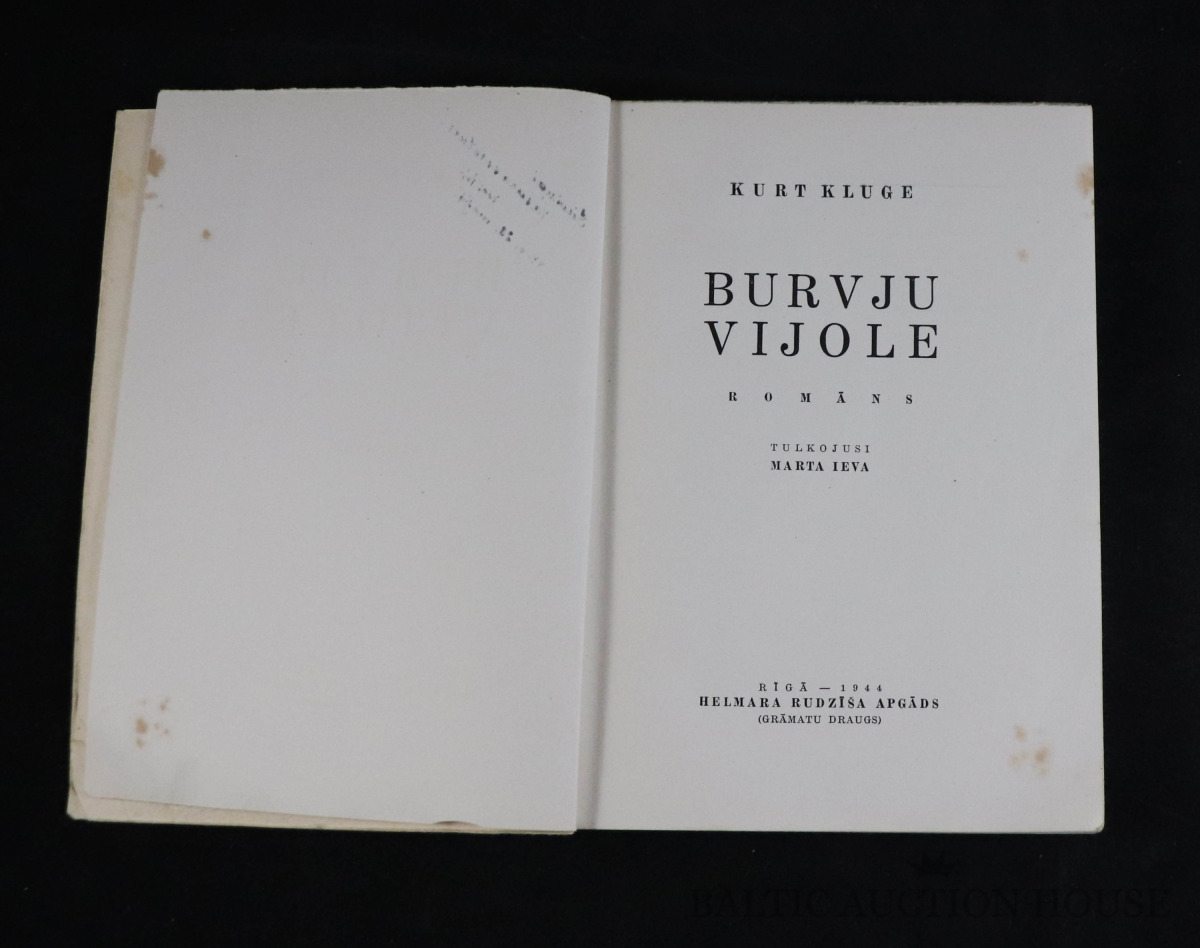 KURT KLUGE
BURVJU
VIJOLE
ROMĀNS
TULKOJUSI
MARTA IEVA
RĪGĀ — 1944
HELMARA RUDZĪŠA APGĀDS
(GRĀMATU DRAUGS)
BALTIC AUCTION HOUSE